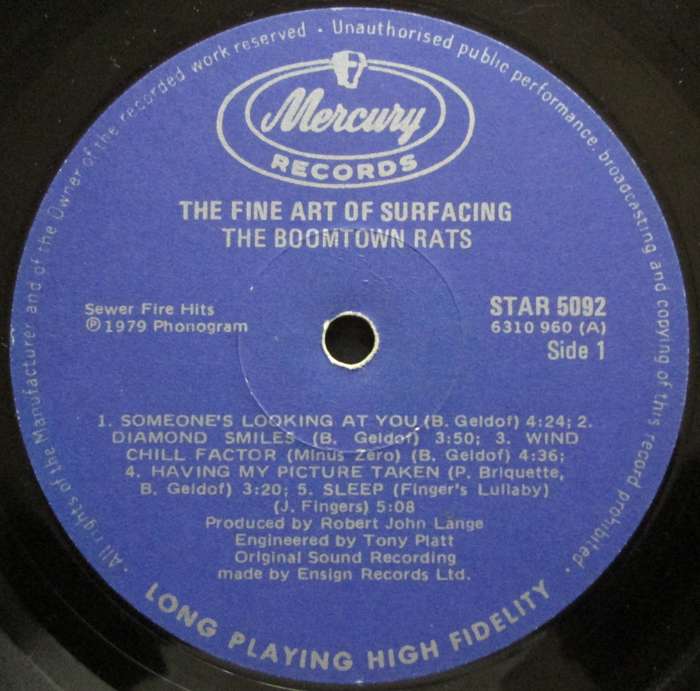 · All rights of the Manufacturer and of the Owner of the recorded work reserved · Unauthorised public performance, broadcasting and copying of this record prohibited ·
Mercury
RECORDS
THE FINE ART OF SURFACING
THE BOOMTOWN RATS
Sewer Fire Hits
℗ 1979 Phonogram
STAR 5092
6310 960 (A)
Side 1
1. SOMEONE'S LOOKING AT YOU (B. Geldof) 4:24; 2.
DIAMOND SMILES (B. Geldof) 3:50; 3. WIND
CHILL FACTOR (Minus Zero) (B. Geldof) 4:36;
4. HAVING MY PICTURE TAKEN (P. Briquette,
B. Geldof) 3:20; 5. SLEEP (Finger's Lullaby)
(J. Fingers) 5:08
Produced by Robert John Lange
Engineered by Tony Platt
Original Sound Recording
made by Ensign Records Ltd.
LONG PLAYING HIGH FIDELITY